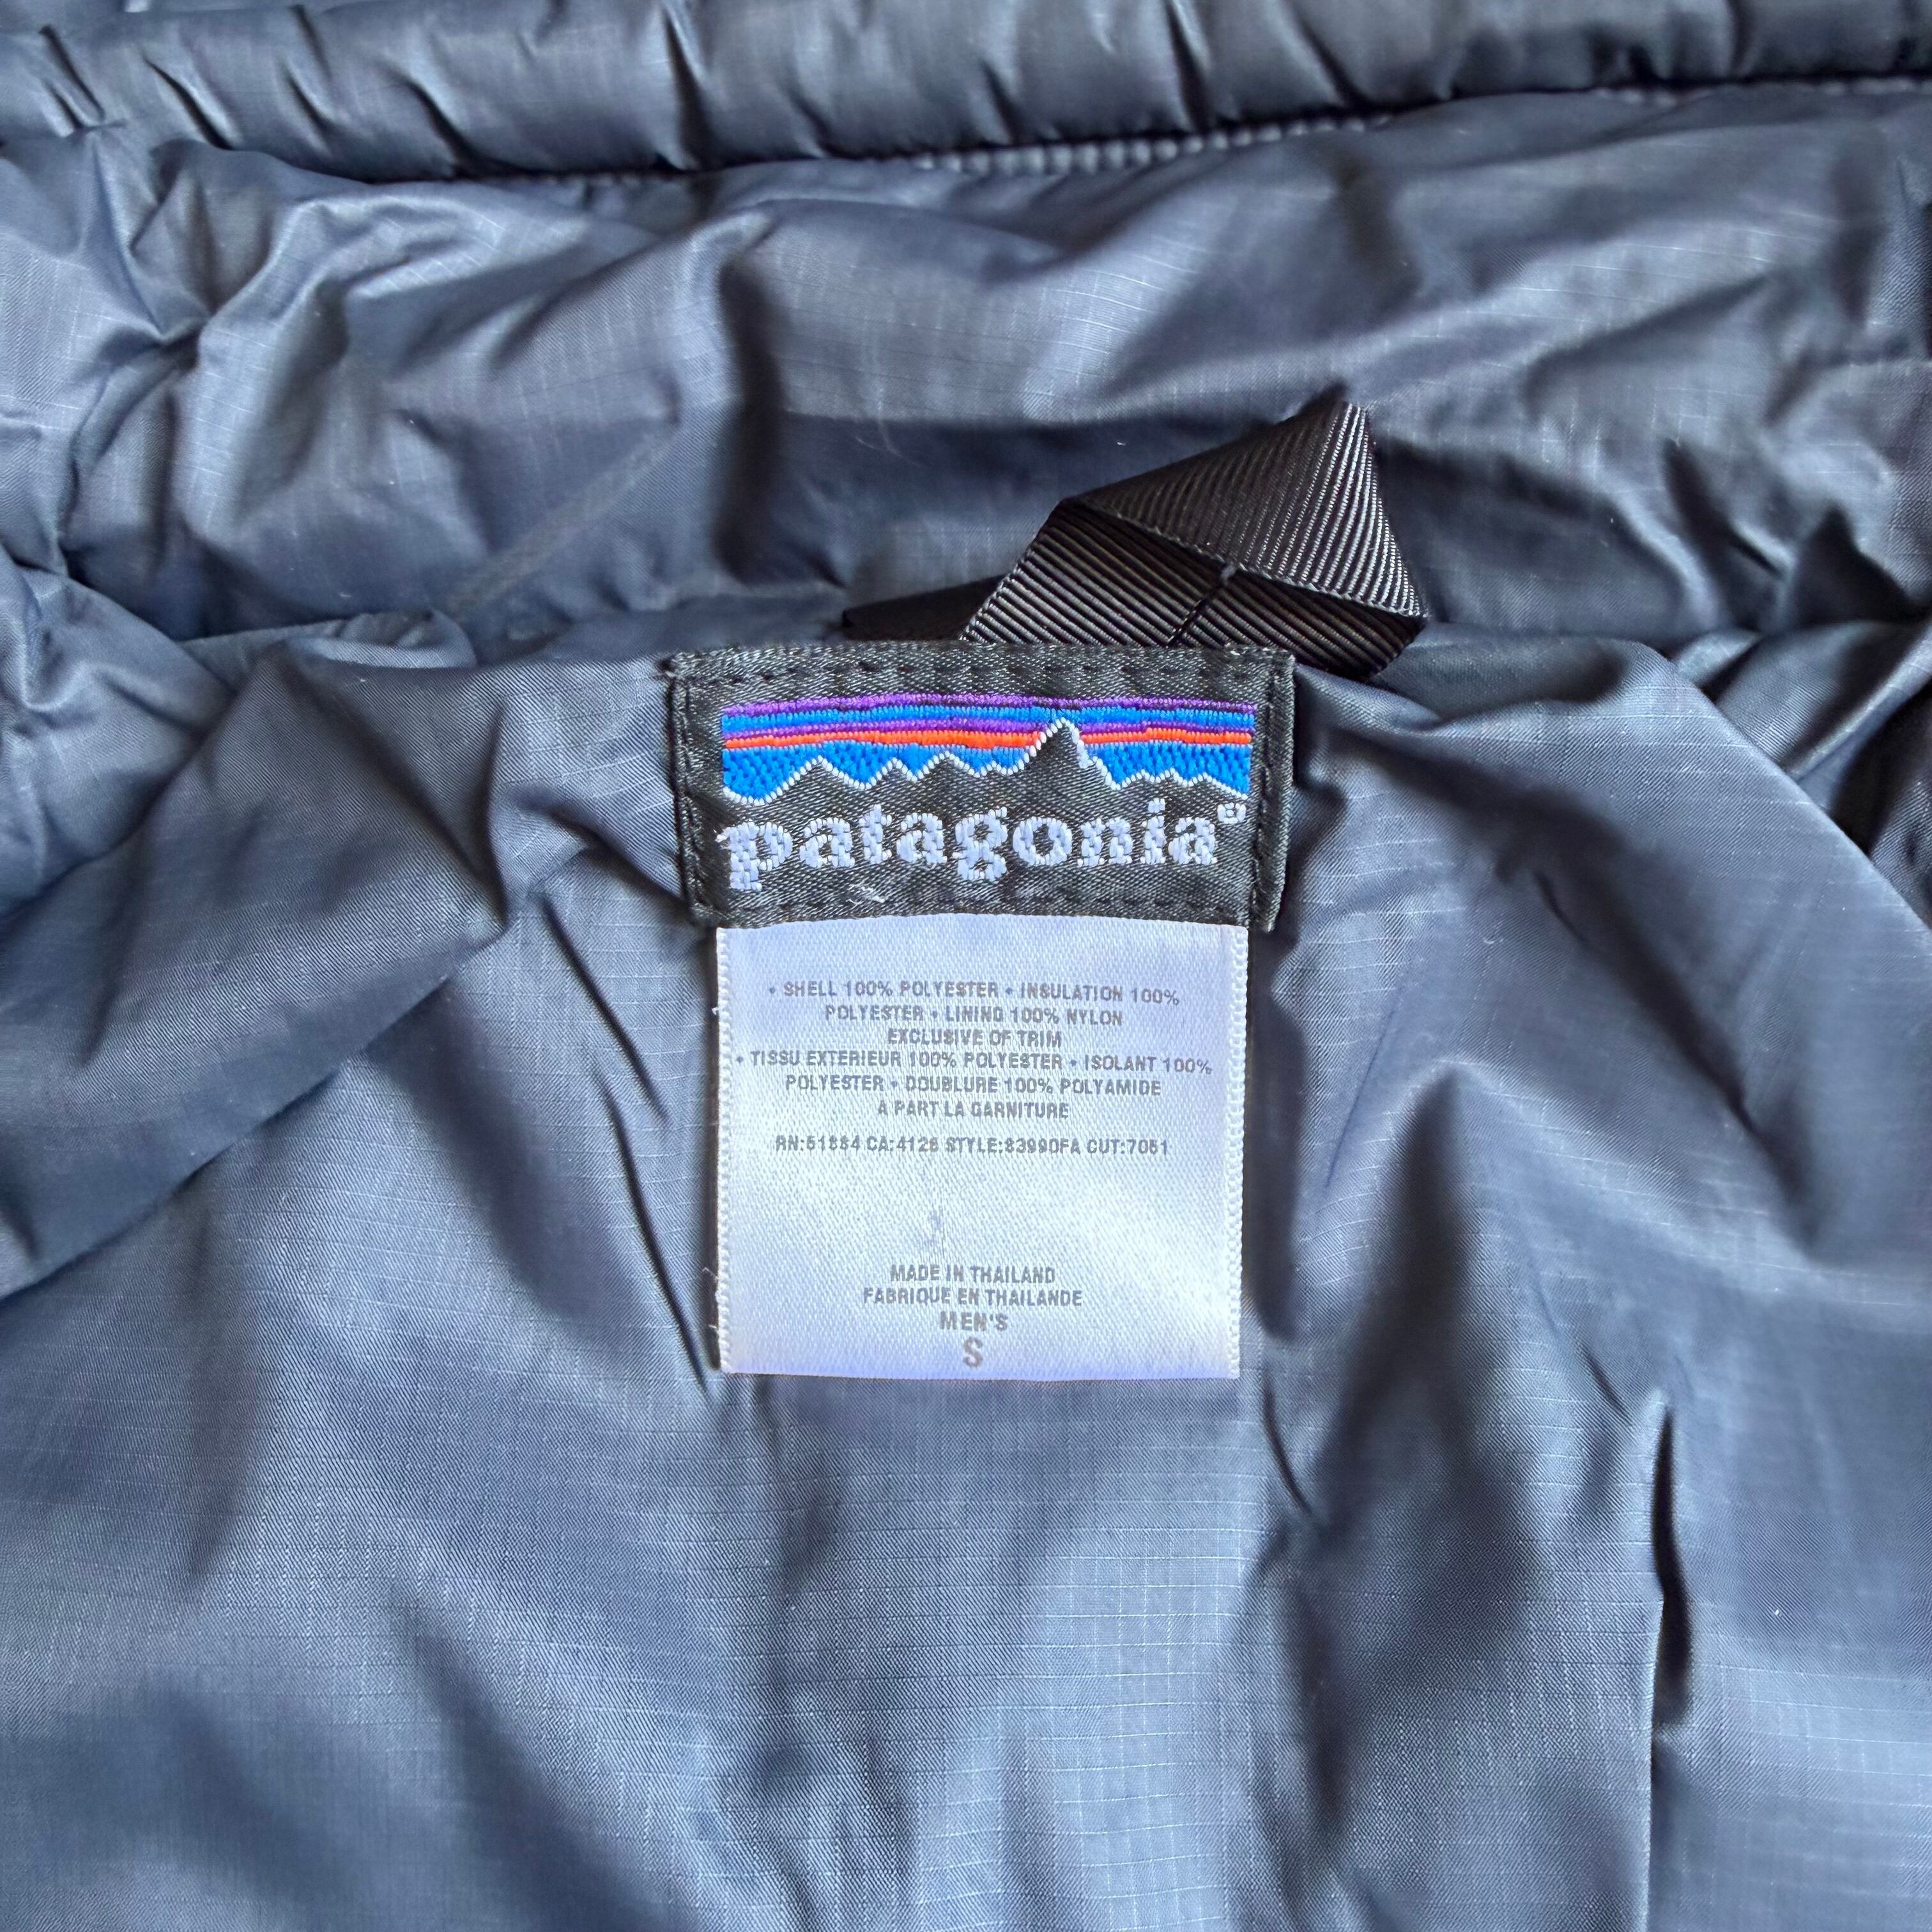 patagonia®
• SHELL 100% POLYESTER • INSULATION 100%
POLYESTER • LINING 100% NYLON
EXCLUSIVE OF TRIM
• TISSU EXTERIEUR 100% POLYESTER • ISOLANT 100%
POLYESTER • DOUBLURE 100% POLYAMIDE
À PART LA GARNITURE
RN:51884 CA:4128 STYLE:83990FA CUT:7051
MADE IN THAILAND
FABRIQUE EN THAILANDE
MEN'S
S